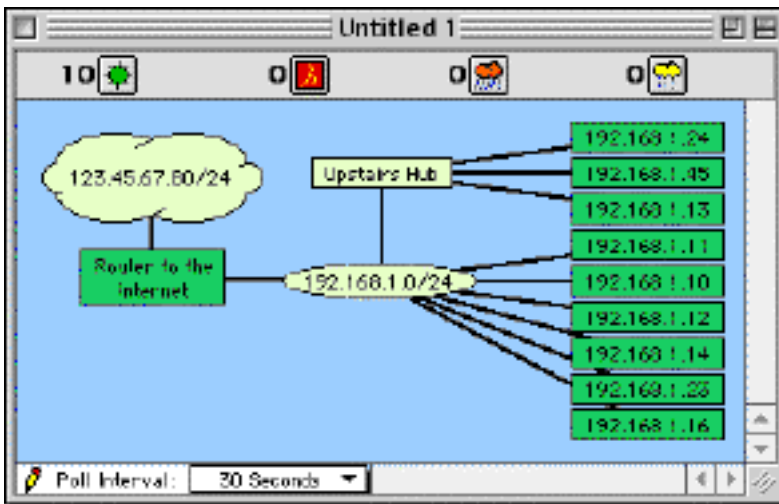 Untitled 1
10 0 0 0
123.45.67.80/24
Upstairs Hub
Router to the
internet
192.168.1.0/24
192.168.1.24
192.168.1.45
192.168.1.13
192.168.1.11
192.168.1.10
192.168.1.12
192.168.1.14
192.168.1.23
192.168.1.16
Poll Interval: 30 Seconds